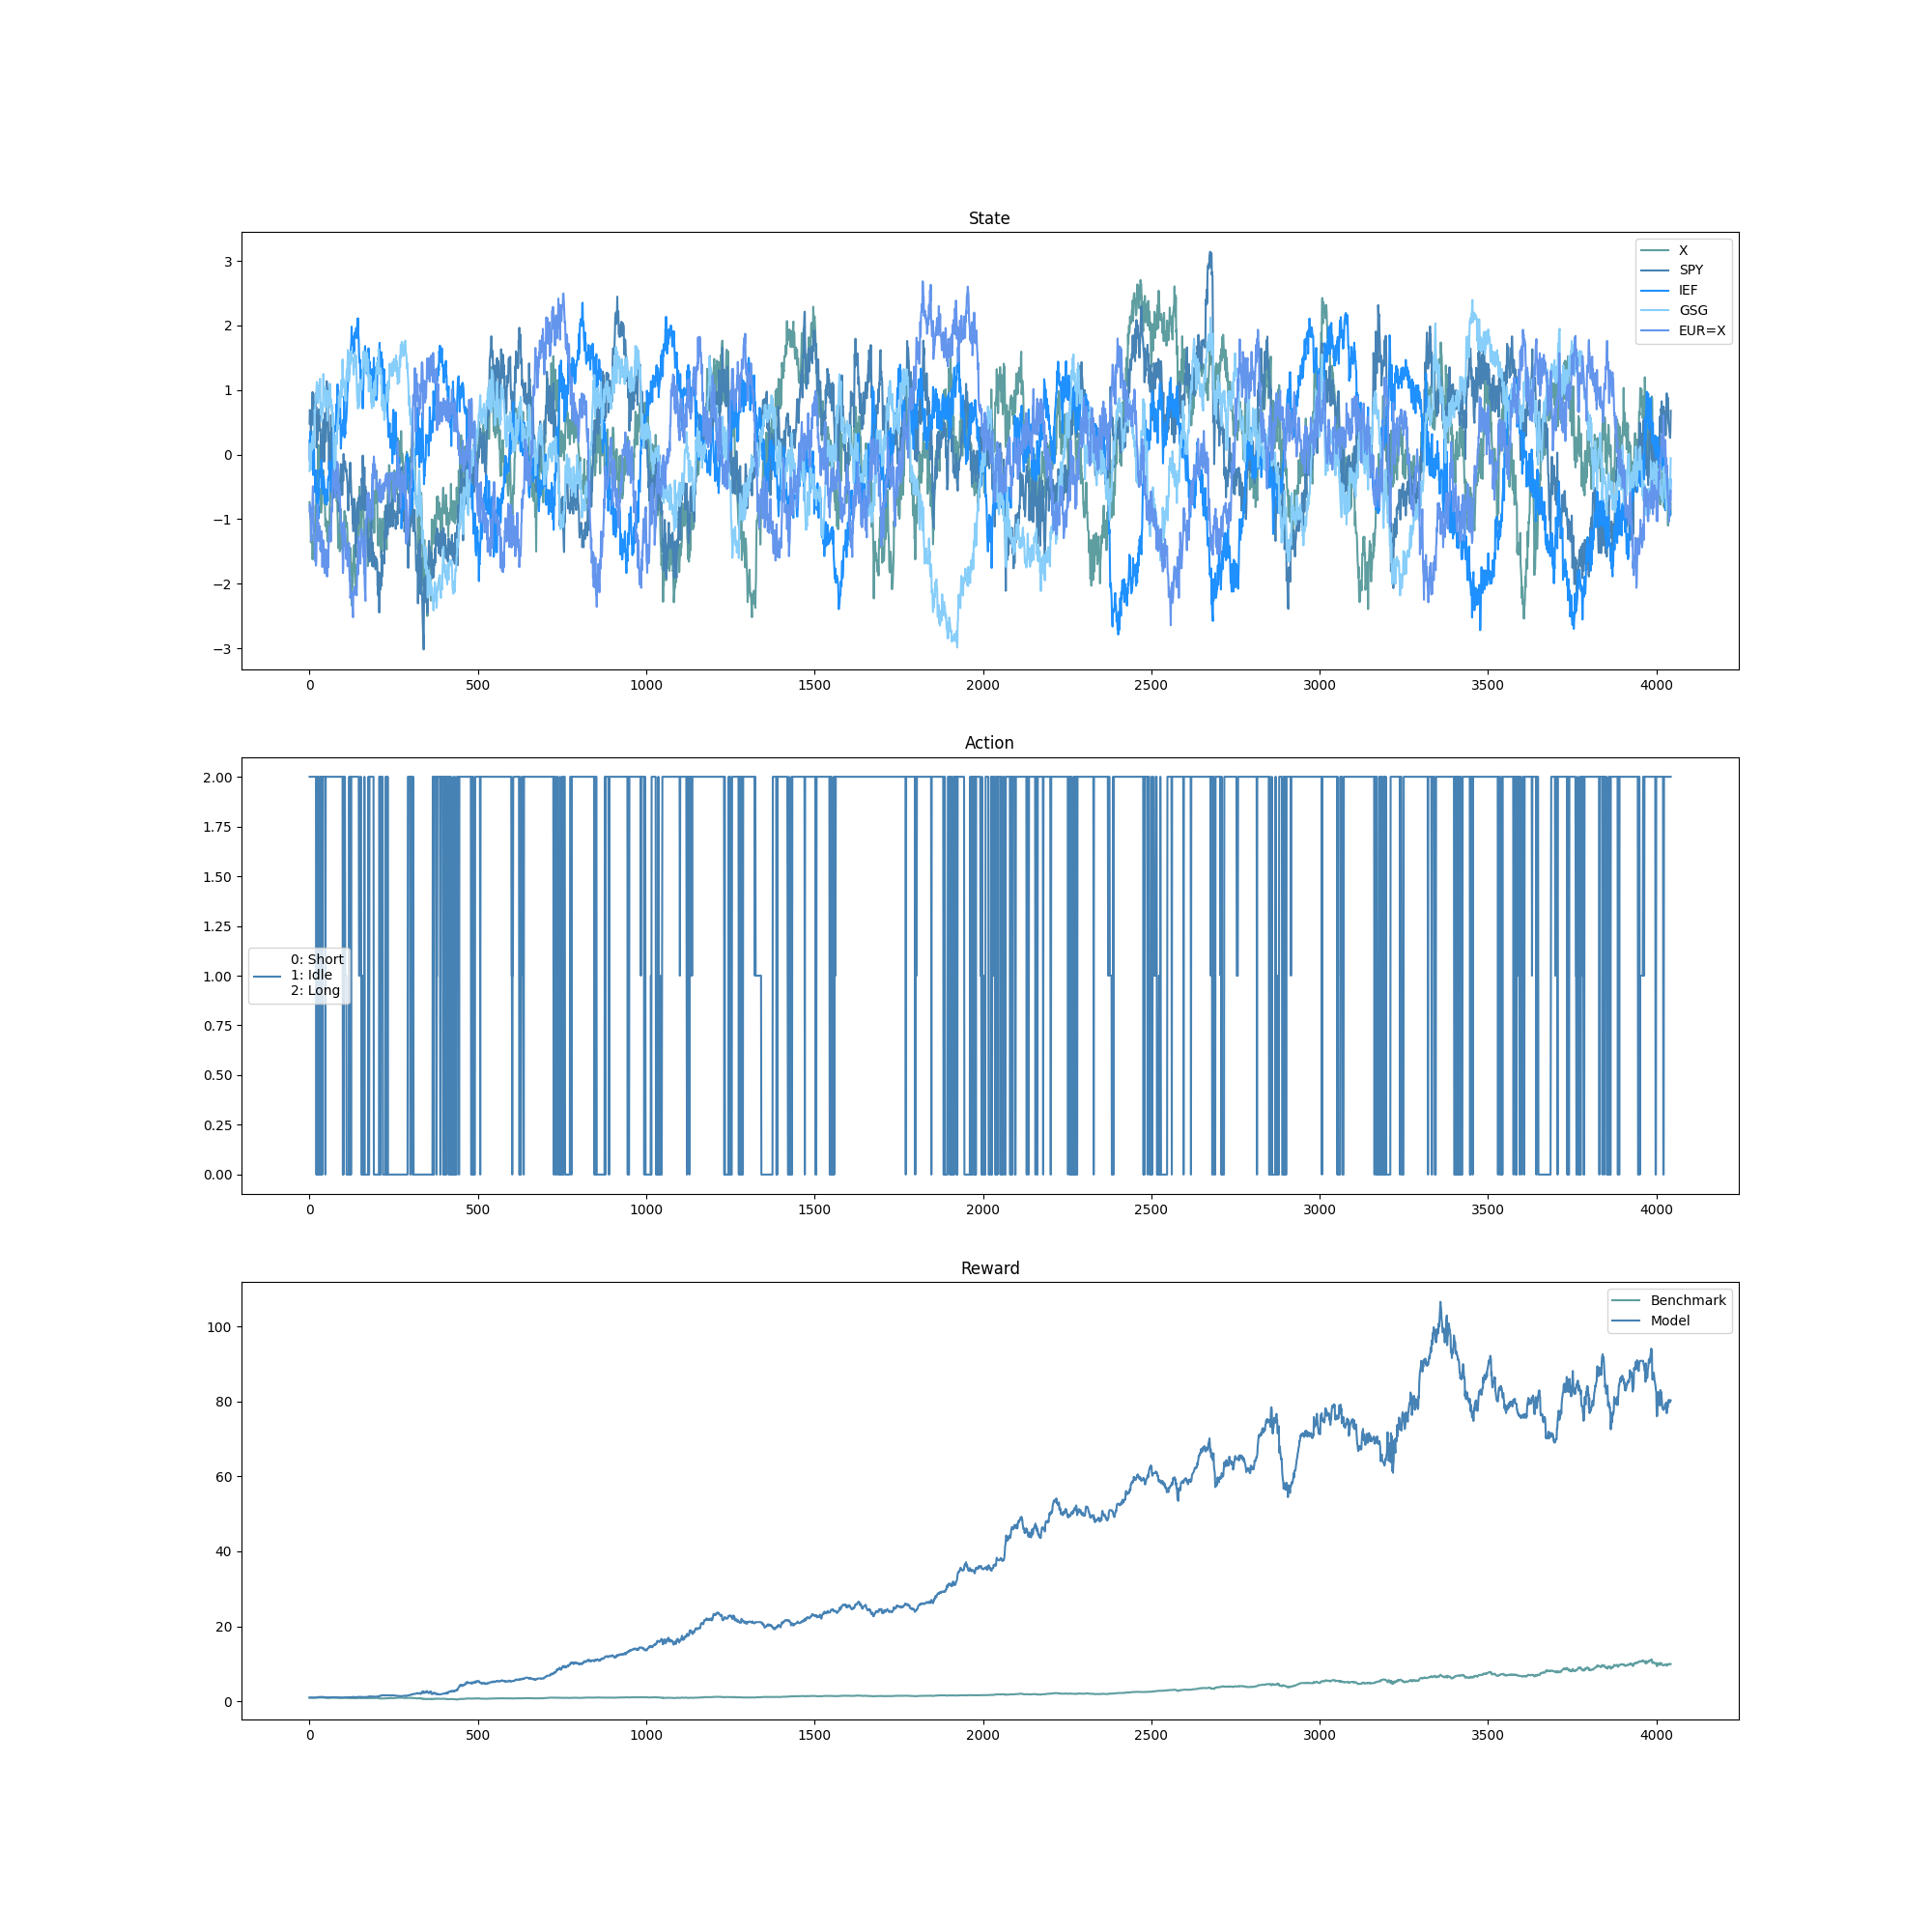 State
3
2
1
0
−1
−2
−3
X
SPY
IEF
GSG
EUR=X
0 500 1000 1500 2000 2500 3000 3500 4000
Action
2.00
1.75
1.50
1.25
1.00
0.75
0.50
0.25
0.00
0: Short
1: Idle
2: Long
0 500 1000 1500 2000 2500 3000 3500 4000
Reward
100
80
60
40
20
0
Benchmark
Model
0 500 1000 1500 2000 2500 3000 3500 4000